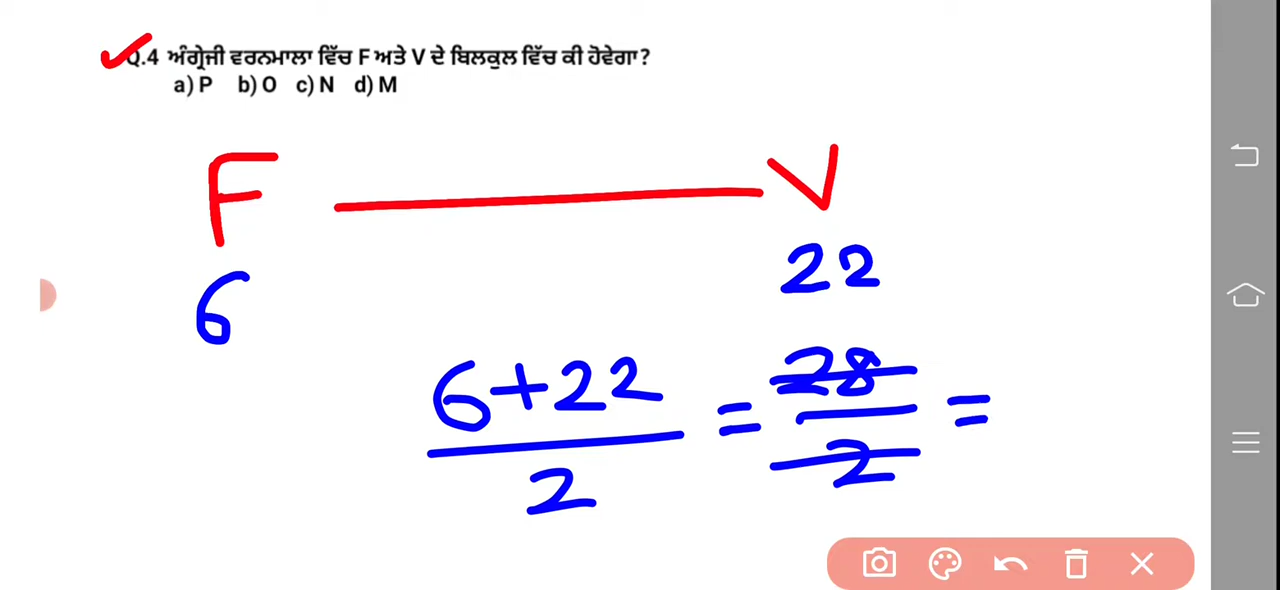 Q.4 ਅੰਗ੍ਰੇਜੀ ਵਰਨਮਾਲਾ ਵਿੱਚ F ਅਤੇ V ਦੇ ਬਿਲਕੁਲ ਵਿੱਚ ਕੀ ਹੋਵੇਗਾ?
a) P b) O c) N d) M
F V
6 22
6+22/2 = 28/2 =